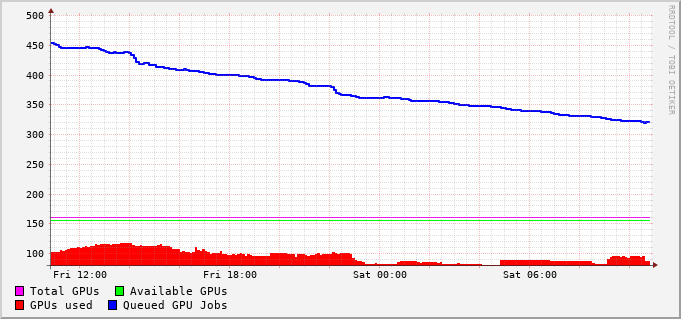 500
450
400
350
300
250
200
150
100
Fri 12:00 Fri 18:00 Sat 00:00 Sat 06:00
Total GPUs Available GPUs
GPUs used Queued GPU Jobs
RRDTOOL / TOBI OETIKER